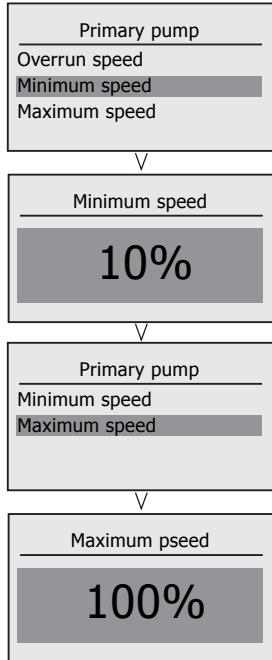 Primary pump
Overrun speed
Minimum speed
Maximum speed
Minimum speed
10%
Primary pump
Minimum speed
Maximum speed
Maximum pseed
100%